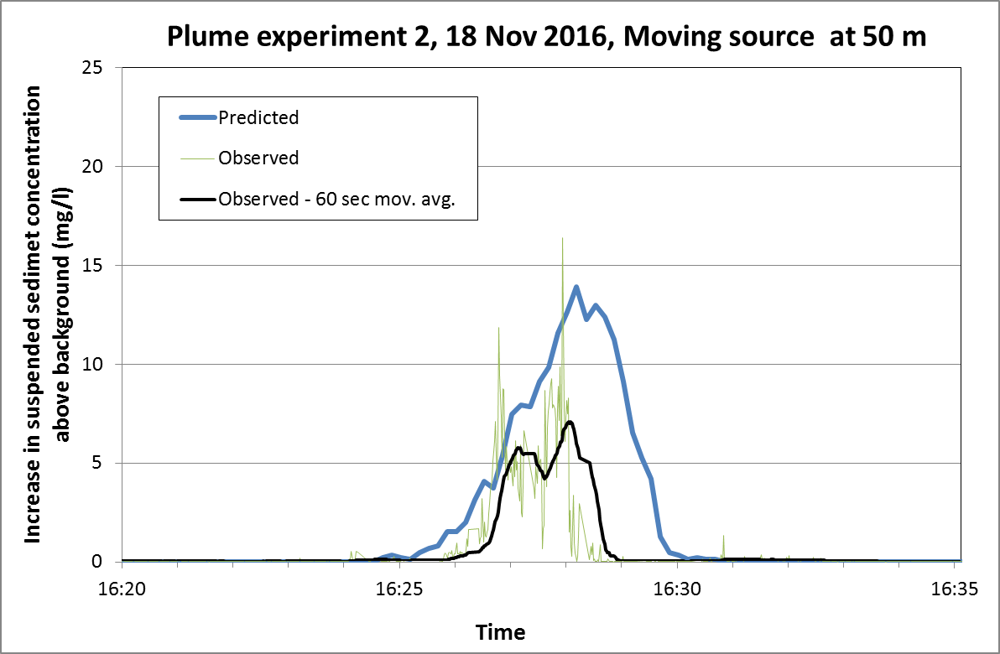 Plume experiment 2, 18 Nov 2016, Moving source  at 50 m
Increase in suspended sedimet concentration
above background (mg/l)
25
20
15
10
5
0
Predicted
Observed
Observed - 60 sec mov. avg.
16:20
16:25
16:30
16:35
Time